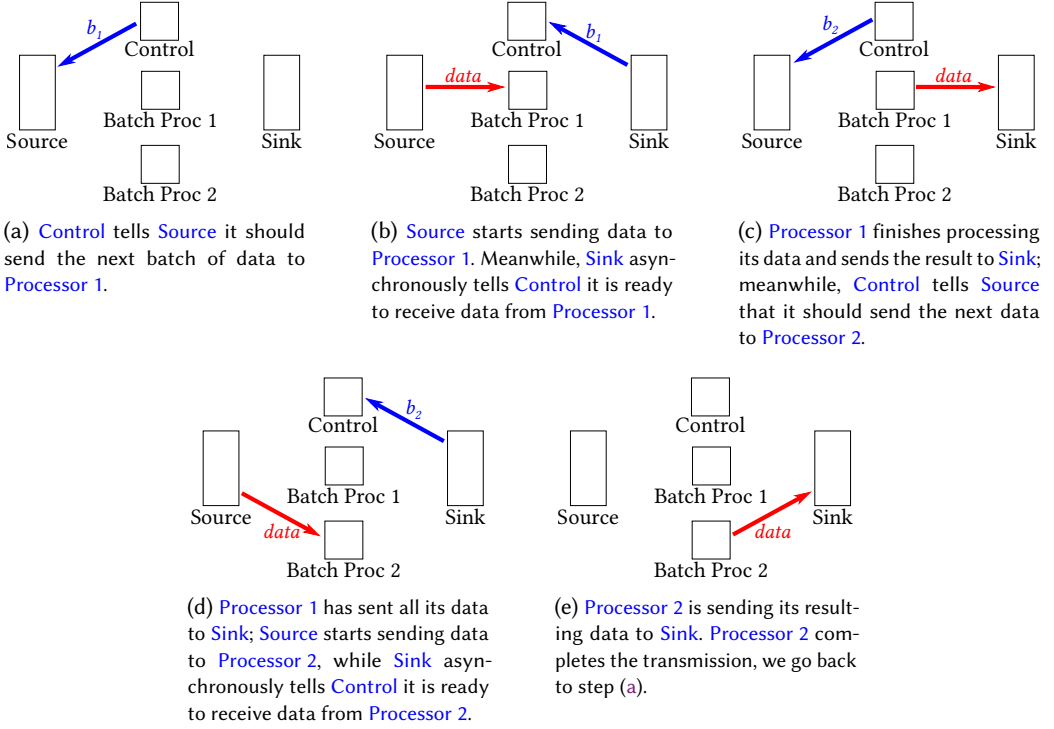 b₁
Control
Source
Batch Proc 1
Sink
Batch Proc 2
(a) Control tells Source it should
send the next batch of data to
Processor 1.
b₁
Control
data
Source
Batch Proc 1
Sink
Batch Proc 2
(b) Source starts sending data to
Processor 1. Meanwhile, Sink asyn-
chronously tells Control it is ready
to receive data from Processor 1.
b₂
Control
data
Source
Batch Proc 1
Sink
Batch Proc 2
(c) Processor 1 finishes processing
its data and sends the result to Sink;
meanwhile, Control tells Source
that it should send the next data
to Processor 2.
b₂
Control
Batch Proc 1
Source
Sink
data
Batch Proc 2
(d) Processor 1 has sent all its data
to Sink; Source starts sending data
to Processor 2, while Sink asyn-
chronously tells Control it is ready
to receive data from Processor 2.
Control
Batch Proc 1
Source
Sink
data
Batch Proc 2
(e) Processor 2 is sending its result-
ing data to Sink. Processor 2 com-
pletes the transmission, we go back
to step (a).